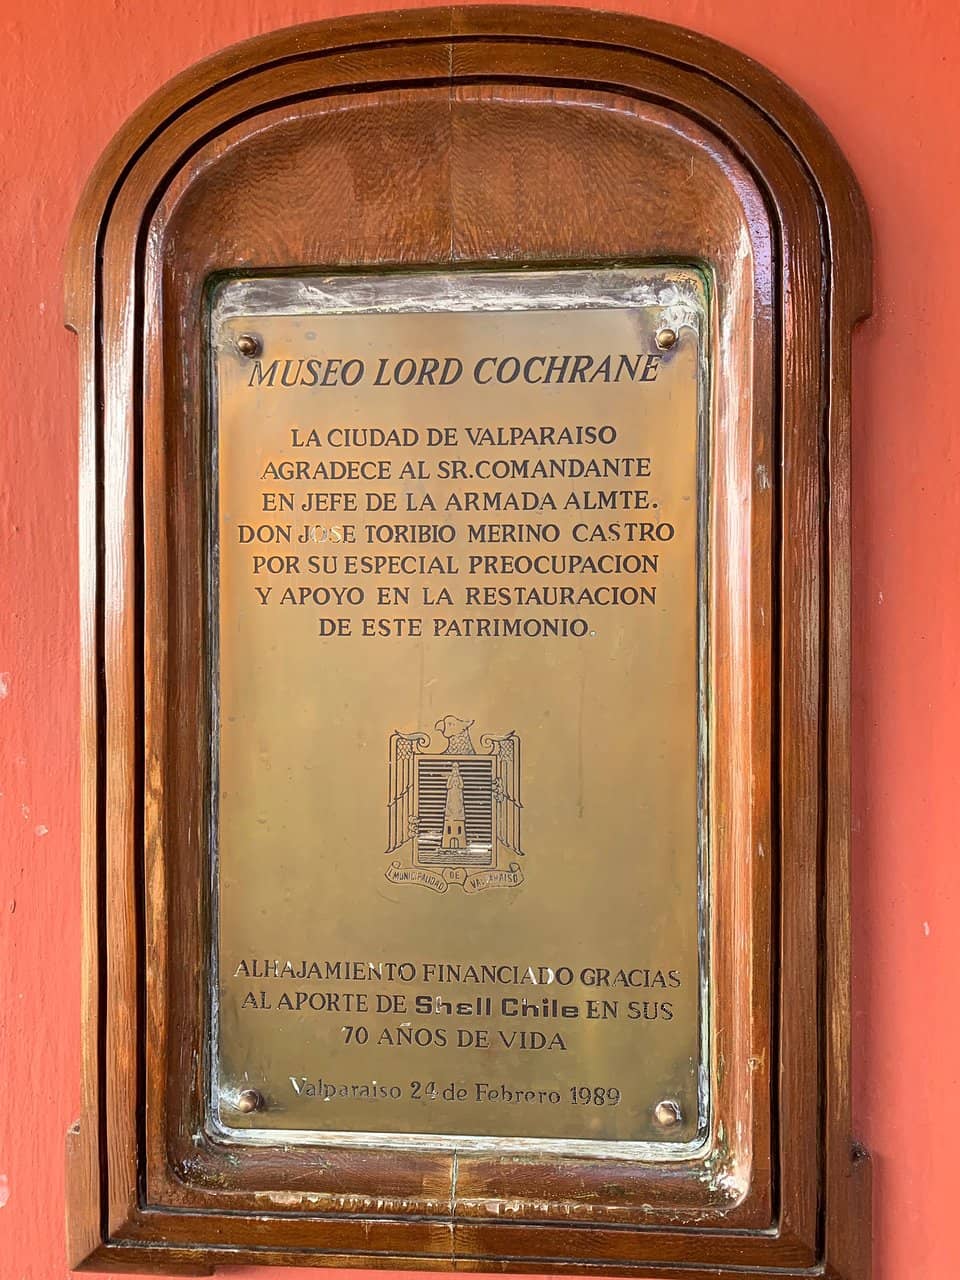 MUSEO LORD COCHRANE
LA CIUDAD DE VALPARAISO
AGRADECE AL SR.COMANDANTE
EN JEFE DE LA ARMADA ALMTE.
DON JOSE TORIBIO MERINO CASTRO
POR SU ESPECIAL PREOCUPACION
Y APOYO EN LA RESTAURACION
DE ESTE PATRIMONIO.
MUNICIPALIDAD DE VALPARAISO
ALHAJAMIENTO FINANCIADO GRACIAS
AL APORTE DE Shell Chile EN SUS
70 AÑOS DE VIDA
Valparaiso 24 de Febrero 1989